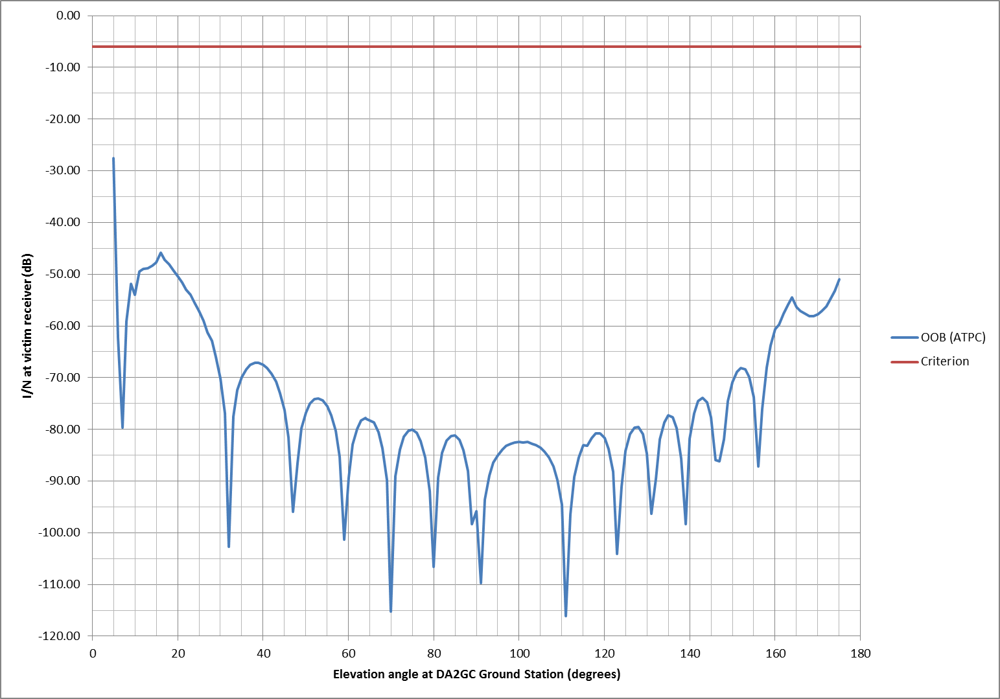 0.00
-10.00
-20.00
-30.00
-40.00
-50.00
-60.00
-70.00
-80.00
-90.00
-100.00
-110.00
-120.00
I/N at victim receiver (dB)
0 20 40 60 80 100 120 140 160 180
Elevation angle at DA2GC Ground Station (degrees)
OOB (ATPC)
Criterion